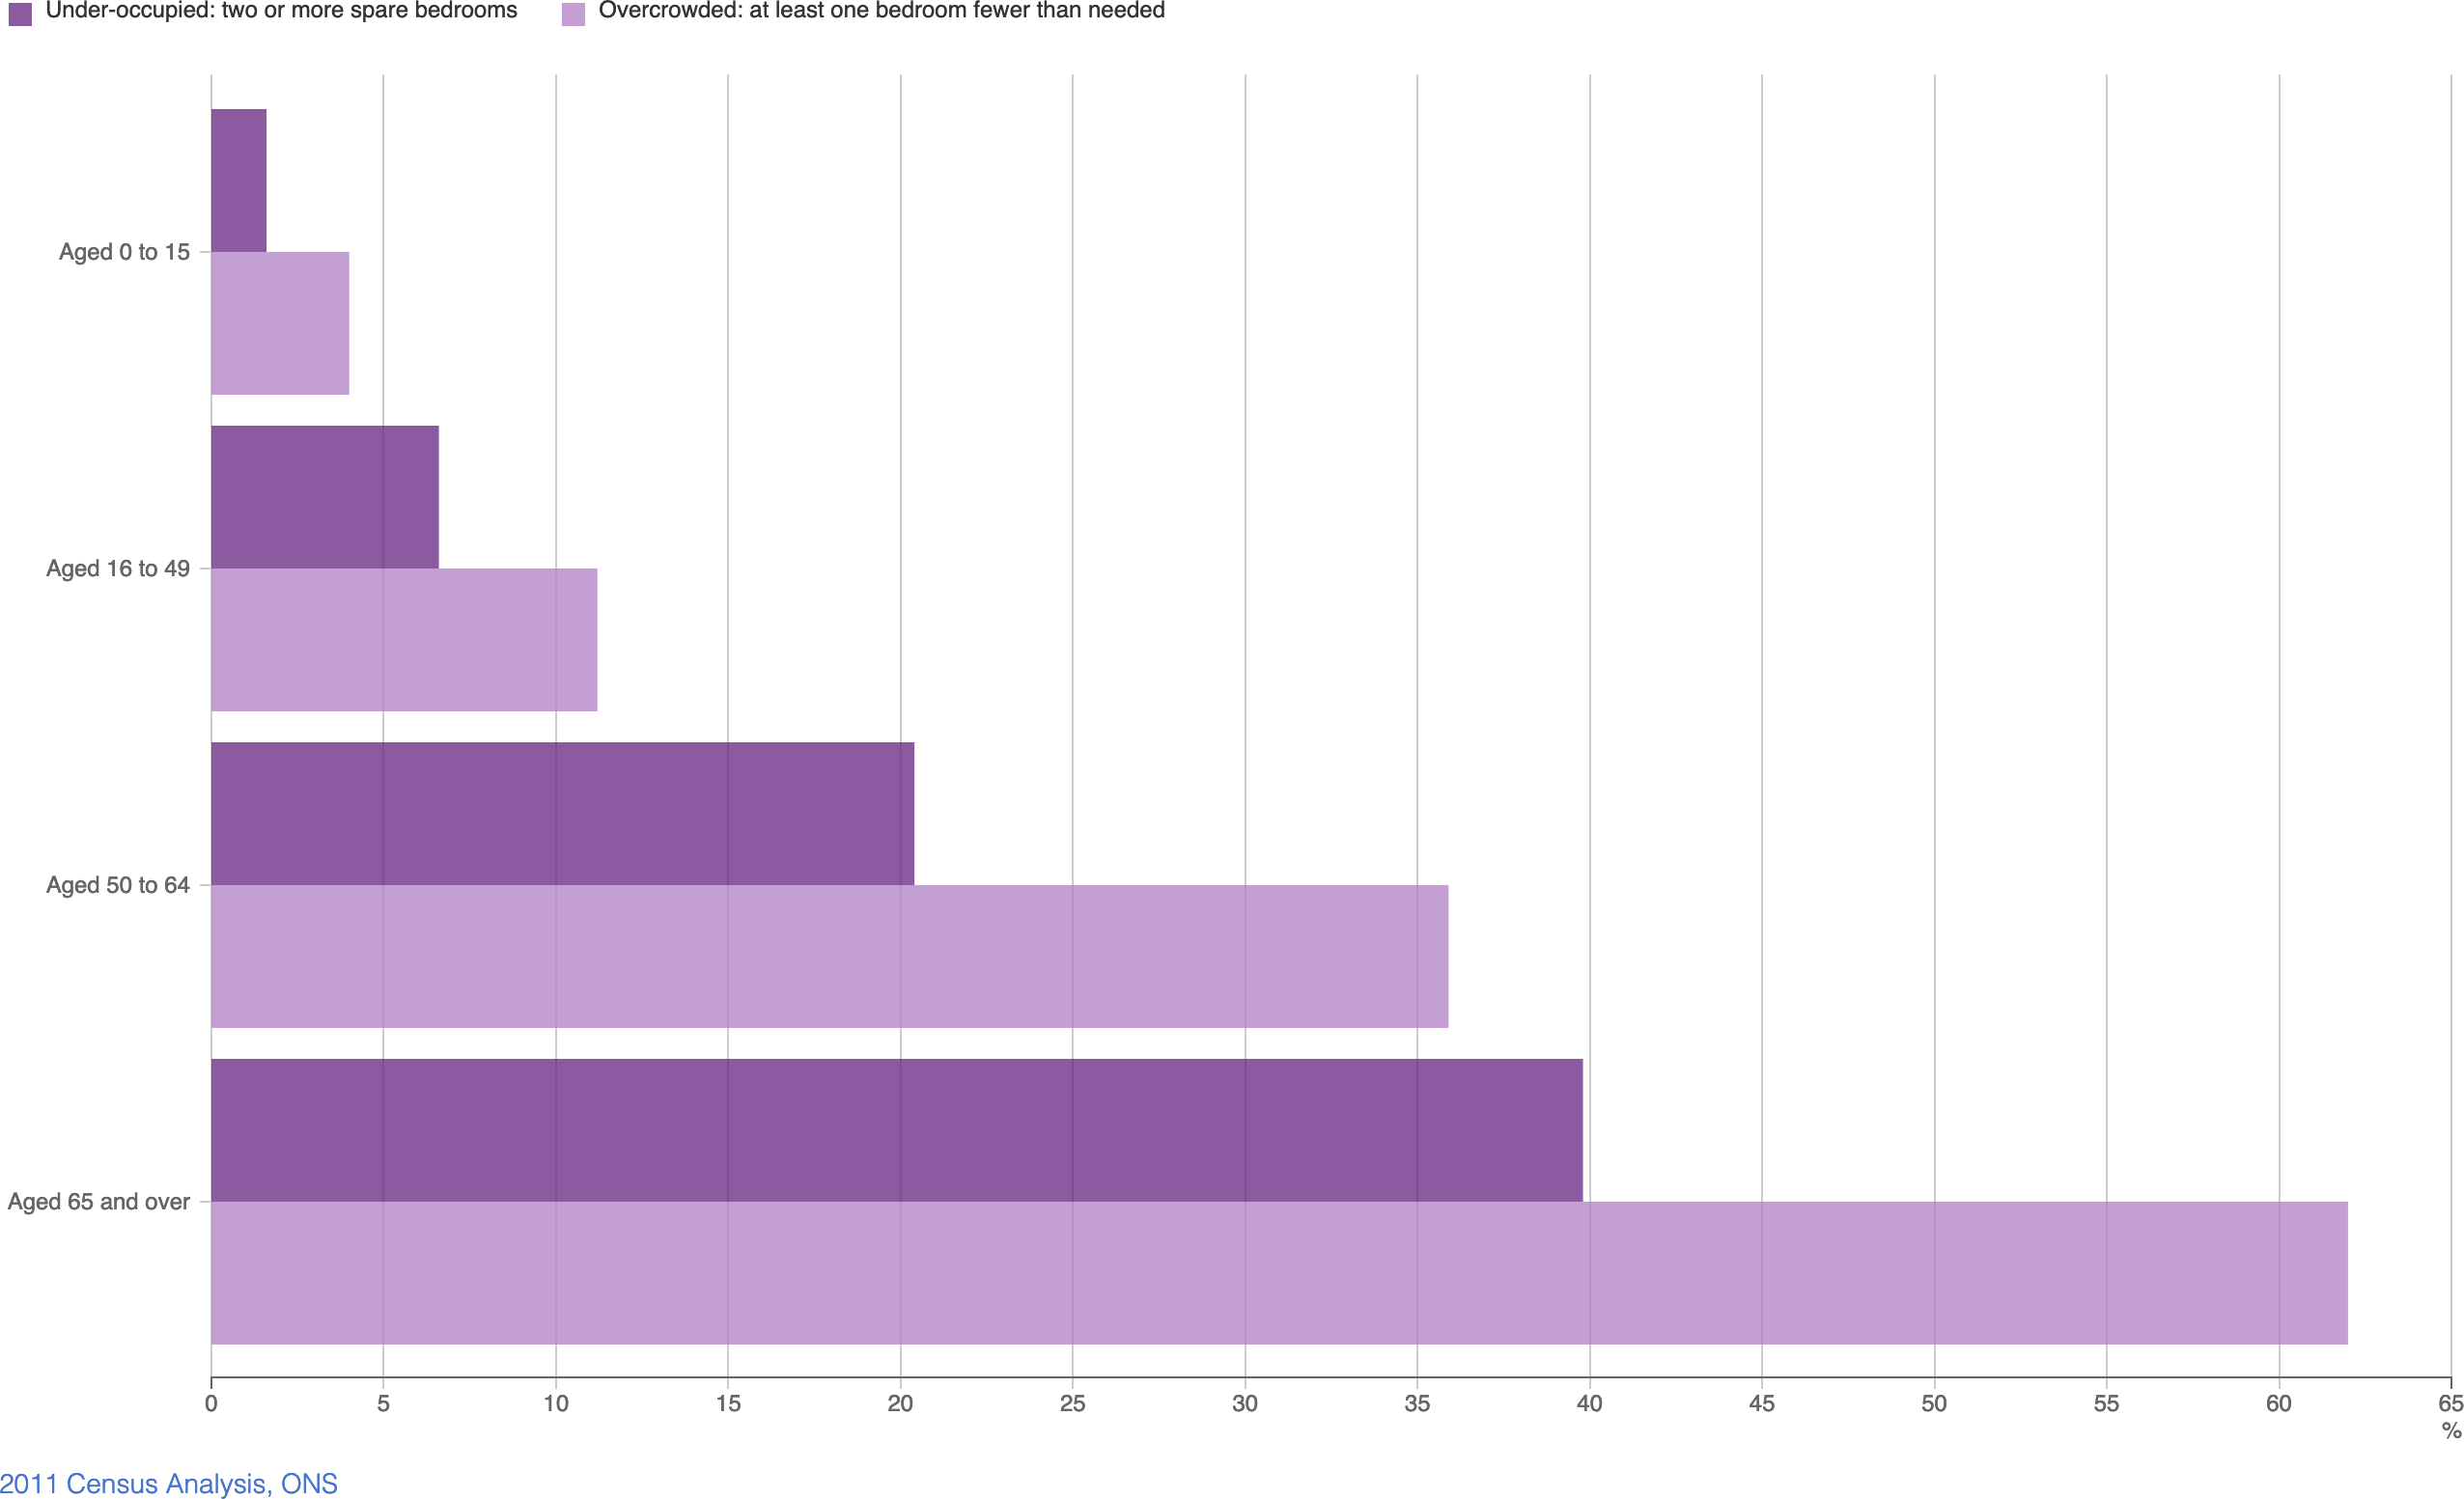 Under-occupied: two or more spare bedrooms Overcrowded: at least one bedroom fewer than needed
Aged 0 to 15
Aged 16 to 49
Aged 50 to 64
Aged 65 and over
0 5 10 15 20 25 30 35 40 45 50 55 60 65
%
2011 Census Analysis, ONS